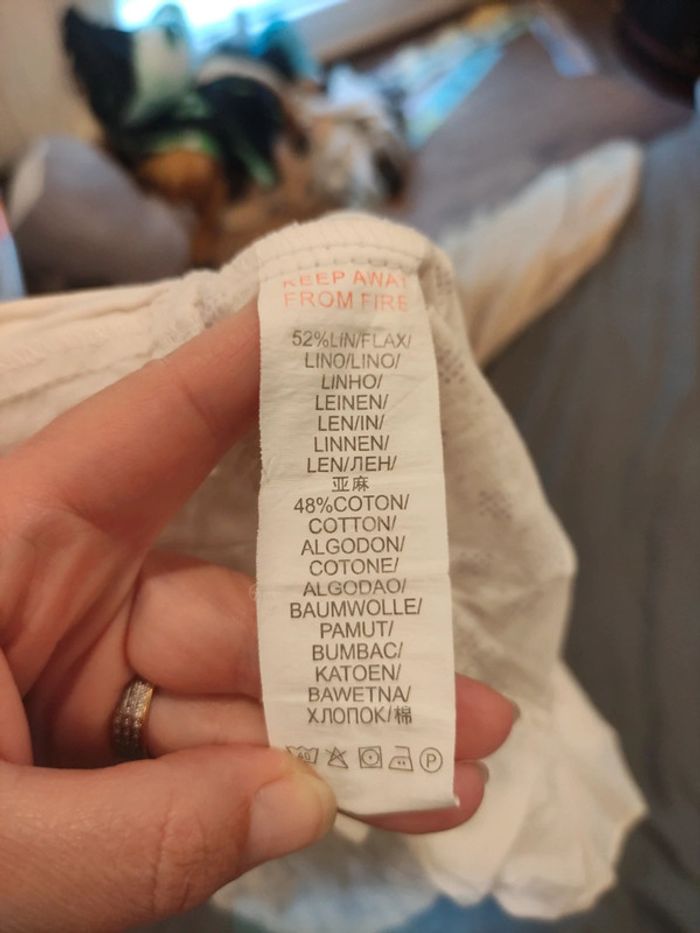 KEEP AWAY
FROM FIRE
52%LIN/FLAX/
LINO/LINO/
LINHO/
LEINEN/
LEN/IN/
LINNEN/
LEN/ЛЕН/
亚麻
48%COTON/
COTTON/
ALGODON/
COTONE/
ALGODAO/
BAUMWOLLE/
PAMUT/
BUMBAC/
KATOEN/
BAWETNA/
ХЛОПОК/棉
P